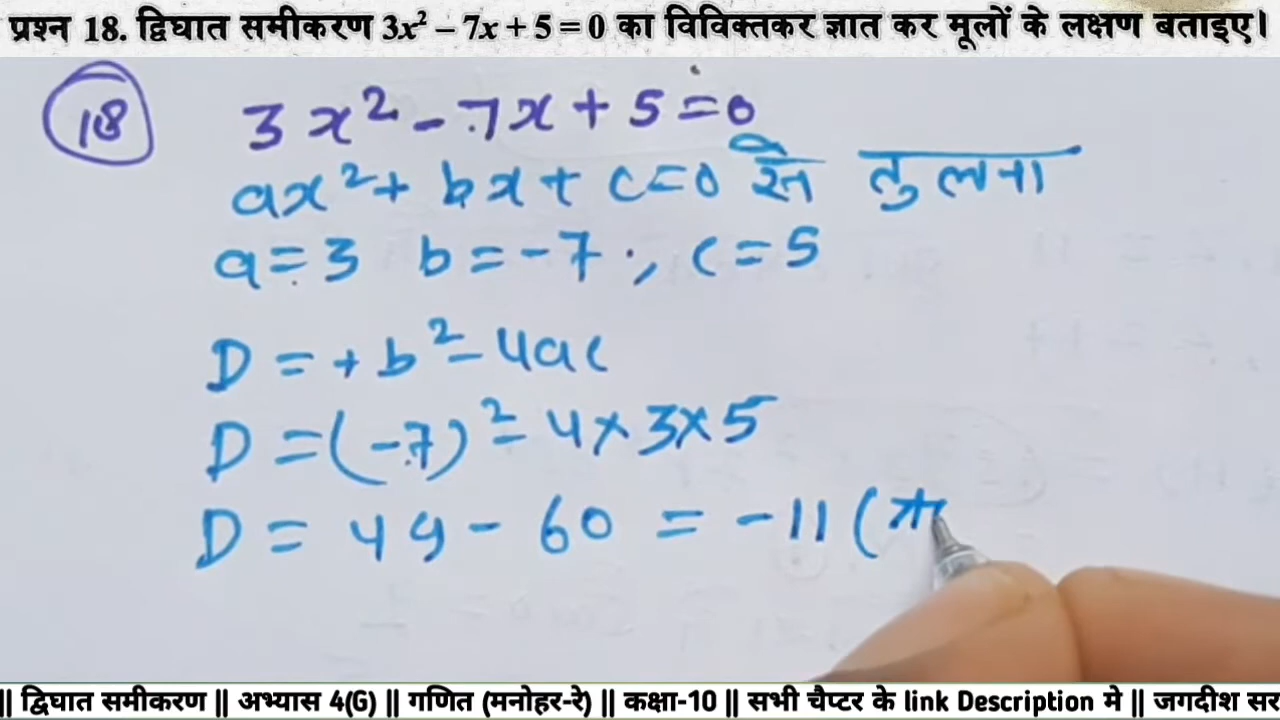 प्रश्न 18. द्विघात समीकरण 3x² – 7x + 5 = 0 का विविक्तकर ज्ञात कर मूलों के लक्षण बताइए।
18 3x² - 7x + 5 = 0
ax² + bx + c = 0 से तुलना
a = 3 b = -7, c = 5
D = + b² - 4ac
D = (-7)² - 4 × 3 × 5
D = 49 - 60 = -11 (
|| द्विघात समीकरण || अभ्यास 4(G) || गणित (मनोहर-रे) || कक्षा-10 || सभी चैप्टर के link Description मे || जगदीश सर